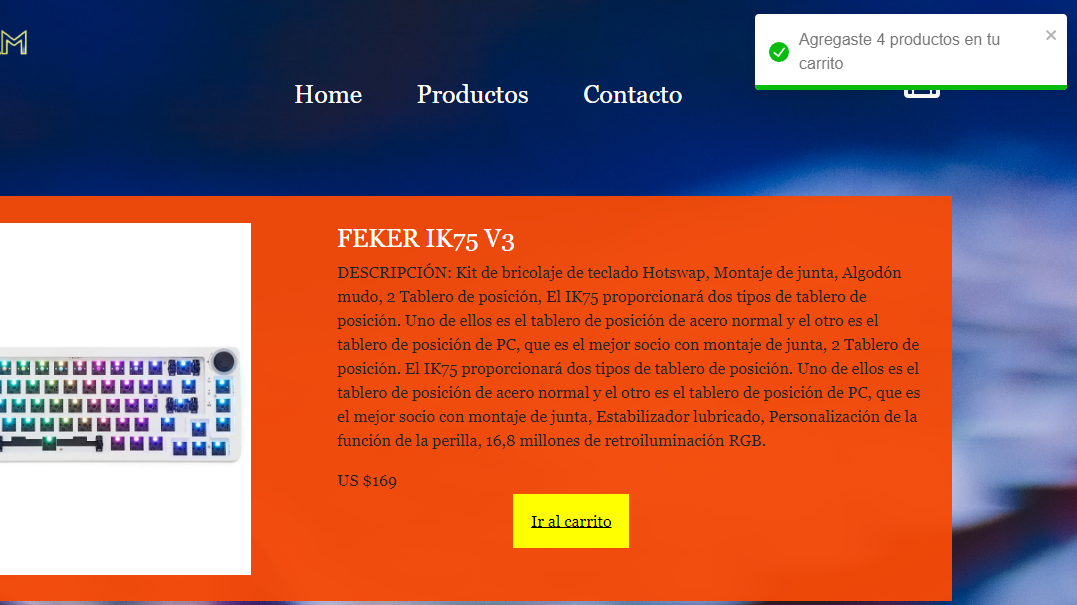 M
Agregaste 4 productos en tu
carrito
Home Productos Contacto
FEKER IK75 V3
DESCRIPCIÓN: Kit de bricolaje de teclado Hotswap, Montaje de junta, Algodón
mudo, 2 Tablero de posición, El IK75 proporcionará dos tipos de tablero de
posición. Uno de ellos es el tablero de posición de acero normal y el otro es el
tablero de posición de PC, que es el mejor socio con montaje de junta, 2 Tablero de
posición. El IK75 proporcionará dos tipos de tablero de posición. Uno de ellos es el
tablero de posición de acero normal y el otro es el tablero de posición de PC, que es
el mejor socio con montaje de junta, Estabilizador lubricado, Personalización de la
función de la perilla, 16,8 millones de retroiluminación RGB.
US $169
Ir al carrito